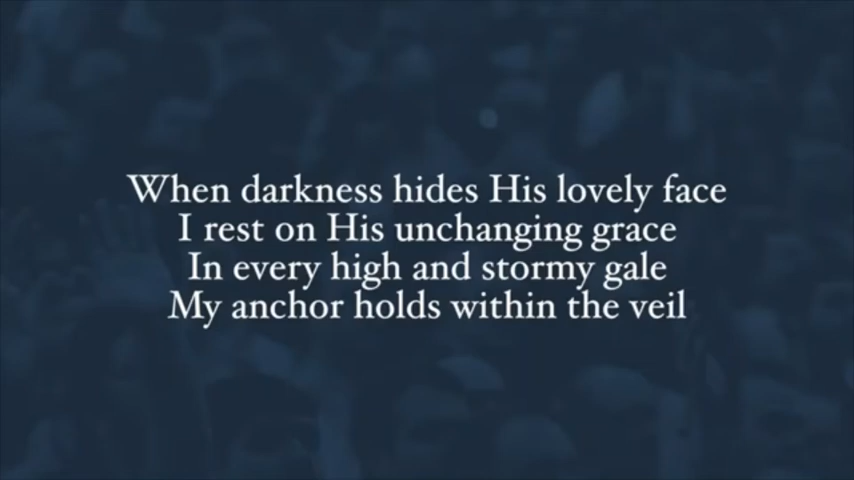 When darkness hides His lovely face
I rest on His unchanging grace
In every high and stormy gale
My anchor holds within the veil